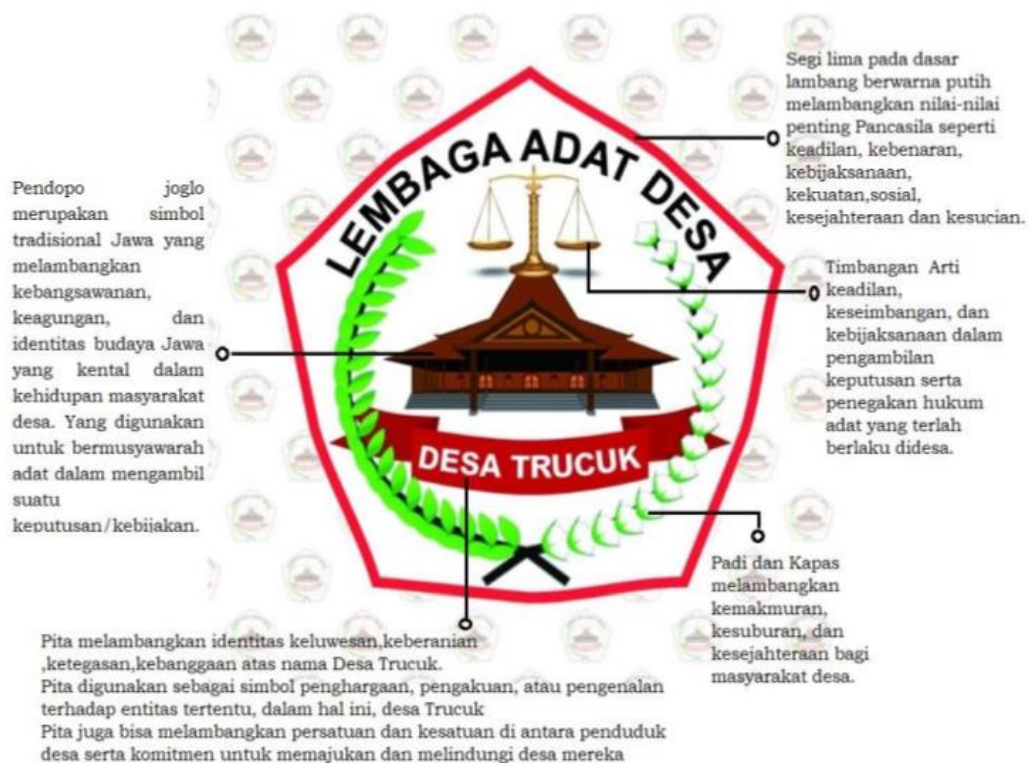 LEMBAGA ADAT DESA
DESA TRUCUK
Segi lima pada dasar
lambang berwarna putih
melambangkan nilai-nilai
penting Pancasila seperti
keadilan, kebenaran,
kebijaksanaan,
kekuatan,sosial,
kesejahteraan dan kesucian.
Pendopo joglo
merupakan simbol
tradisional Jawa yang
melambangkan
kebangsawanan,
keagungan, dan
identitas budaya Jawa
yang kental dalam
kehidupan masyarakat
desa. Yang digunakan
untuk bermusyawarah
adat dalam mengambil
suatu
keputusan/kebijakan.
Timbangan Arti
keadilan,
keseimbangan, dan
kebijaksanaan dalam
pengambilan
keputusan serta
penegakan hukum
adat yang terlah
berlaku didesa.
Padi dan Kapas
melambangkan
kemakmuran,
kesuburan, dan
kesejahteraan bagi
masyarakat desa.
Pita melambangkan identitas keluwesan,keberanian
,ketegasan,kebanggaan atas nama Desa Trucuk.
Pita digunakan sebagai simbol penghargaan, pengakuan, atau pengenalan
terhadap entitas tertentu, dalam hal ini, desa Trucuk
Pita juga bisa melambangkan persatuan dan kesatuan di antara penduduk
desa serta komitmen untuk memajukan dan melindungi desa mereka